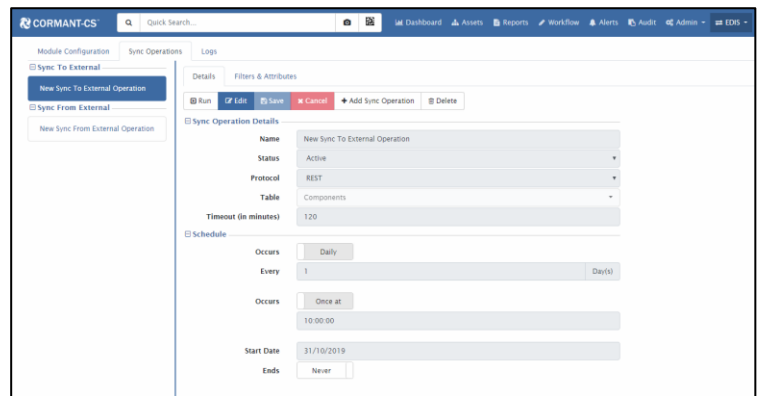 CORMANT-CS Quick Search... Dashboard Assets Reports Workflow Alerts Audit Admin EDIS
Module Configuration Sync Operations Logs
Sync To External
New Sync To External Operation
Sync From External
New Sync From External Operation
Details Filters & Attributes
Run Edit Save Cancel Add Sync Operation Delete
Sync Operation Details
Name New Sync To External Operation
Status Active
Protocol REST
Table Components
Timeout (in minutes) 120
Schedule
Occurs Daily
Every 1 Day(s)
Occurs Once at
10:00:00
Start Date 31/10/2019
Ends Never